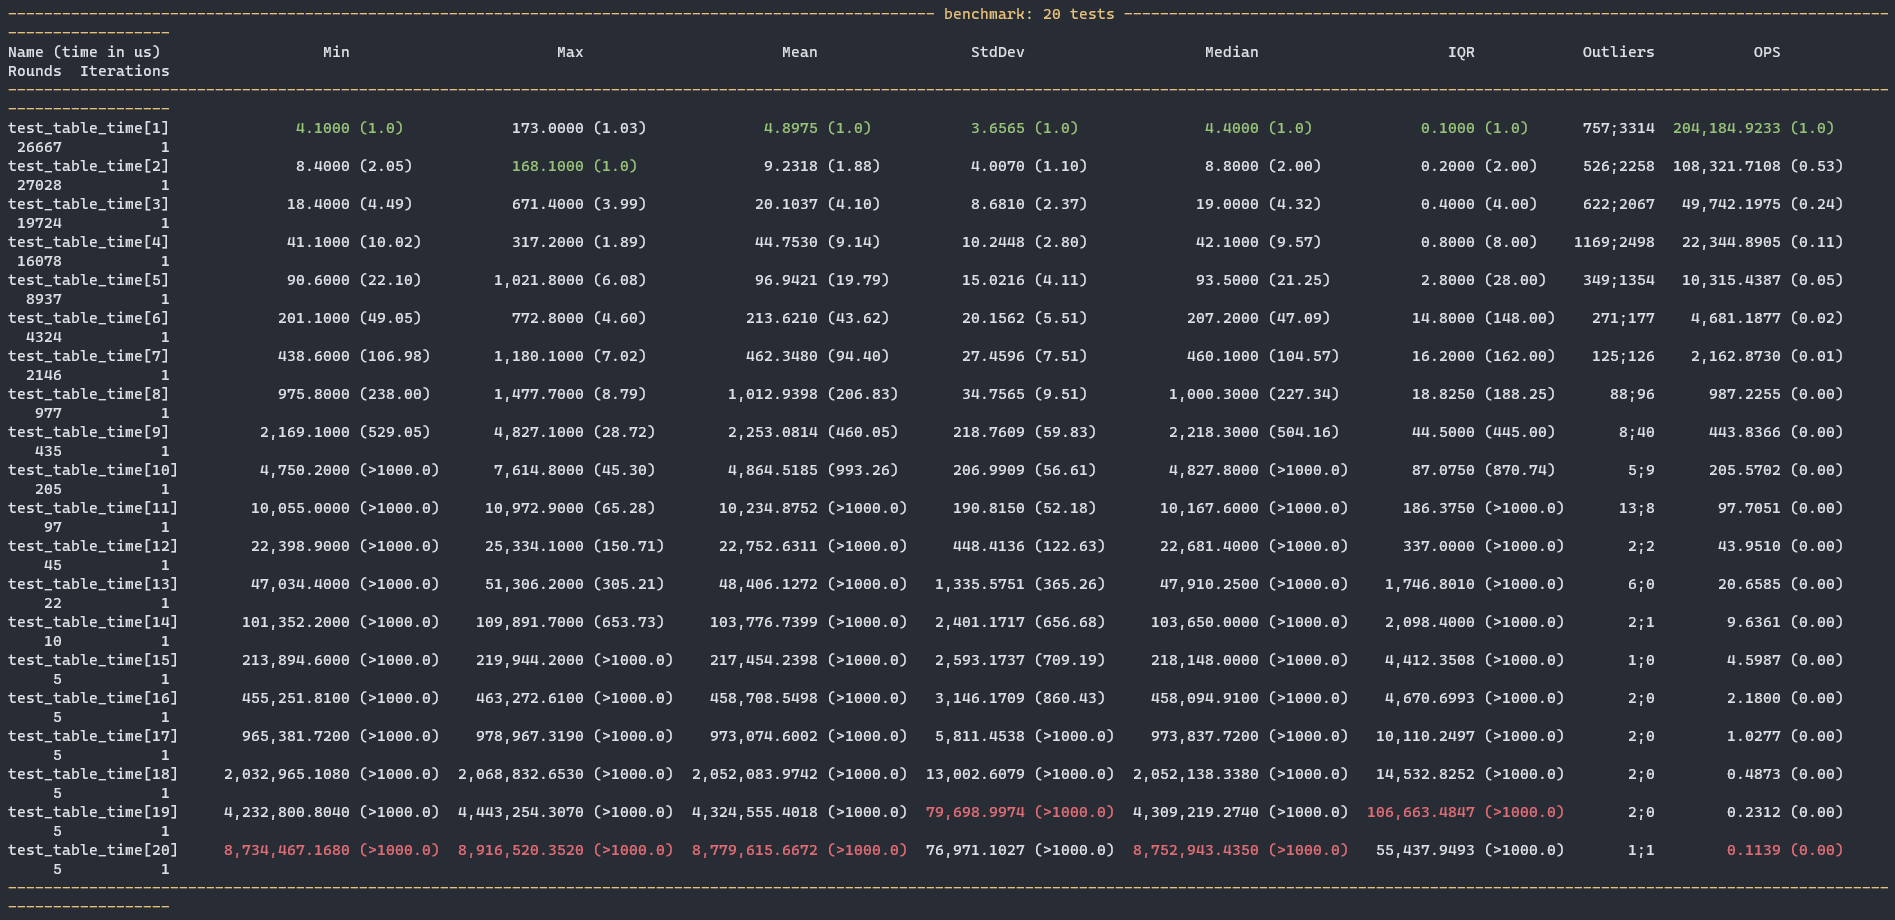 benchmark: 20 tests
Name (time in us) Min Max Mean StdDev Median IQR Outliers OPS
Rounds Iterations
test_table_time[1] 4.1000 (1.0) 173.0000 (1.03) 4.8975 (1.0) 3.6565 (1.0) 4.4000 (1.0) 0.1000 (1.0) 757;3314 204,184.9233 (1.0)
26667 1
test_table_time[2] 8.4000 (2.05) 168.1000 (1.0) 9.2318 (1.88) 4.0070 (1.10) 8.8000 (2.00) 0.2000 (2.00) 526;2258 108,321.7108 (0.53)
27028 1
test_table_time[3] 18.4000 (4.49) 671.4000 (3.99) 20.1037 (4.10) 8.6810 (2.37) 19.0000 (4.32) 0.4000 (4.00) 622;2067 49,742.1975 (0.24)
19724 1
test_table_time[4] 41.1000 (10.02) 317.2000 (1.89) 44.7530 (9.14) 10.2448 (2.80) 42.1000 (9.57) 0.8000 (8.00) 1169;2498 22,344.8905 (0.11)
16078 1
test_table_time[5] 90.6000 (22.10) 1,021.8000 (6.08) 96.9421 (19.79) 15.0216 (4.11) 93.5000 (21.25) 2.8000 (28.00) 349;1354 10,315.4387 (0.05)
8937 1
test_table_time[6] 201.1000 (49.05) 772.8000 (4.60) 213.6210 (43.62) 20.1562 (5.51) 207.2000 (47.09) 14.8000 (148.00) 271;177 4,681.1877 (0.02)
4324 1
test_table_time[7] 438.6000 (106.98) 1,180.1000 (7.02) 462.3480 (94.40) 27.4596 (7.51) 460.1000 (104.57) 16.2000 (162.00) 125;126 2,162.8730 (0.01)
2146 1
test_table_time[8] 975.8000 (238.00) 1,477.7000 (8.79) 1,012.9398 (206.83) 34.7565 (9.51) 1,000.3000 (227.34) 18.8250 (188.25) 88;96 987.2255 (0.00)
977 1
test_table_time[9] 2,169.1000 (529.05) 4,827.1000 (28.72) 2,253.0814 (460.05) 218.7609 (59.83) 2,218.3000 (504.16) 44.5000 (445.00) 8;40 443.8366 (0.00)
435 1
test_table_time[10] 4,750.2000 (>1000.0) 7,614.8000 (45.30) 4,864.5185 (993.26) 206.9909 (56.61) 4,827.8000 (>1000.0) 87.0750 (870.74) 5;9 205.5702 (0.00)
205 1
test_table_time[11] 10,055.0000 (>1000.0) 10,972.9000 (65.28) 10,234.8752 (>1000.0) 190.8150 (52.18) 10,167.6000 (>1000.0) 186.3750 (>1000.0) 13;8 97.7051 (0.00)
97 1
test_table_time[12] 22,398.9000 (>1000.0) 25,334.1000 (150.71) 22,752.6311 (>1000.0) 448.4136 (122.63) 22,681.4000 (>1000.0) 337.0000 (>1000.0) 2;2 43.9510 (0.00)
45 1
test_table_time[13] 47,034.4000 (>1000.0) 51,306.2000 (305.21) 48,406.1272 (>1000.0) 1,335.5751 (365.26) 47,910.2500 (>1000.0) 1,746.8010 (>1000.0) 6;0 20.6585 (0.00)
22 1
test_table_time[14] 101,352.2000 (>1000.0) 109,891.7000 (653.73) 103,776.7399 (>1000.0) 2,401.1717 (656.68) 103,650.0000 (>1000.0) 2,098.4000 (>1000.0) 2;1 9.6361 (0.00)
10 1
test_table_time[15] 213,894.6000 (>1000.0) 219,944.2000 (>1000.0) 217,454.2398 (>1000.0) 2,593.1737 (709.19) 218,148.0000 (>1000.0) 4,412.3508 (>1000.0) 1;0 4.5987 (0.00)
5 1
test_table_time[16] 455,251.8100 (>1000.0) 463,272.6100 (>1000.0) 458,708.5498 (>1000.0) 3,146.1709 (860.43) 458,094.9100 (>1000.0) 4,670.6993 (>1000.0) 2;0 2.1800 (0.00)
5 1
test_table_time[17] 965,381.7200 (>1000.0) 978,967.3190 (>1000.0) 973,074.6002 (>1000.0) 5,811.4538 (>1000.0) 973,837.7200 (>1000.0) 10,110.2497 (>1000.0) 2;0 1.0277 (0.00)
5 1
test_table_time[18] 2,032,965.1080 (>1000.0) 2,068,832.6530 (>1000.0) 2,052,083.9742 (>1000.0) 13,002.6079 (>1000.0) 2,052,138.3380 (>1000.0) 14,532.8252 (>1000.0) 2;0 0.4873 (0.00)
5 1
test_table_time[19] 4,232,800.8040 (>1000.0) 4,443,254.3070 (>1000.0) 4,324,555.4018 (>1000.0) 79,698.9974 (>1000.0) 4,309,219.2740 (>1000.0) 106,663.4847 (>1000.0) 2;0 0.2312 (0.00)
5 1
test_table_time[20] 8,734,467.1680 (>1000.0) 8,916,520.3520 (>1000.0) 8,779,615.6672 (>1000.0) 76,971.1027 (>1000.0) 8,752,943.4350 (>1000.0) 55,437.9493 (>1000.0) 1;1 0.1139 (0.00)
5 1